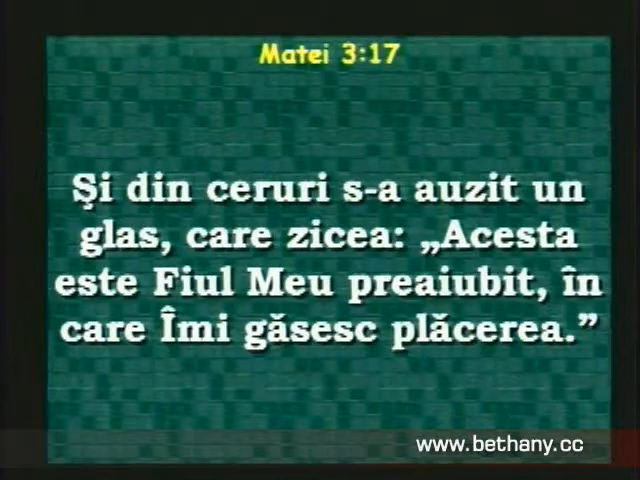 Matei 3:17
Şi din ceruri s-a auzit un
glas, care zicea: „Acesta
este Fiul Meu preaiubit, în
care Îmi găsesc plăcerea.”
www.bethany.cc